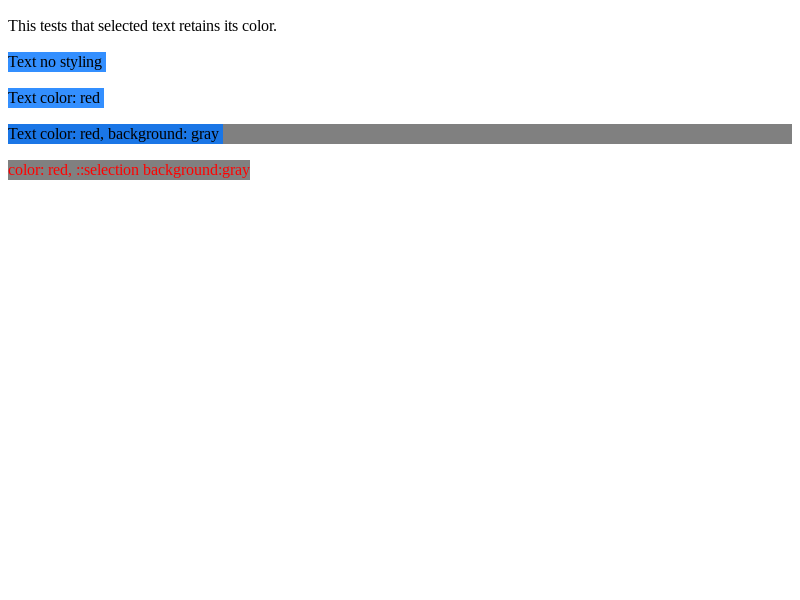 This tests that selected text retains its color.
Text no styling
Text color: red
Text color: red, background: gray
color: red, ::selection background:gray